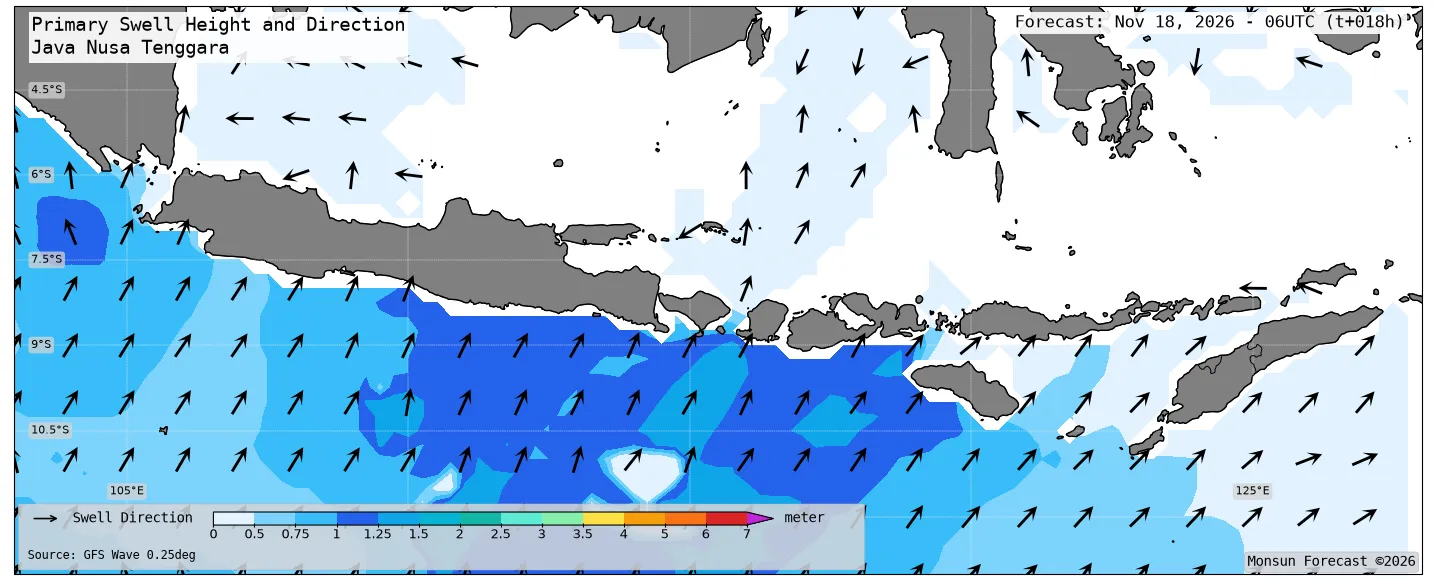 Primary Swell Height and Direction
Java Nusa Tenggara
Forecast: Nov 18, 2026 - 06UTC (t+018h)
4.5°S
6°S
7.5°S
9°S
10.5°S
105°E
125°E
Swell Direction
0 0.5 0.75 1 1.25 1.5 2 2.5 3 3.5 4 5 6 7
meter
Source: GFS Wave 0.25deg
Monsun Forecast ©2026